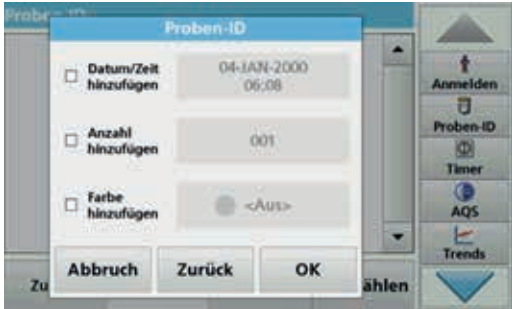 Proben-ID
Proben-ID
Datum/Zeit
hinzufügen
04-JAN-2000
06:08
Anzahl
hinzufügen
001
Farbe
hinzufügen
<Aus>
Abbruch
Zurück
OK
Zu
ählen
Anmelden
Proben-ID
Timer
AQS
Trends